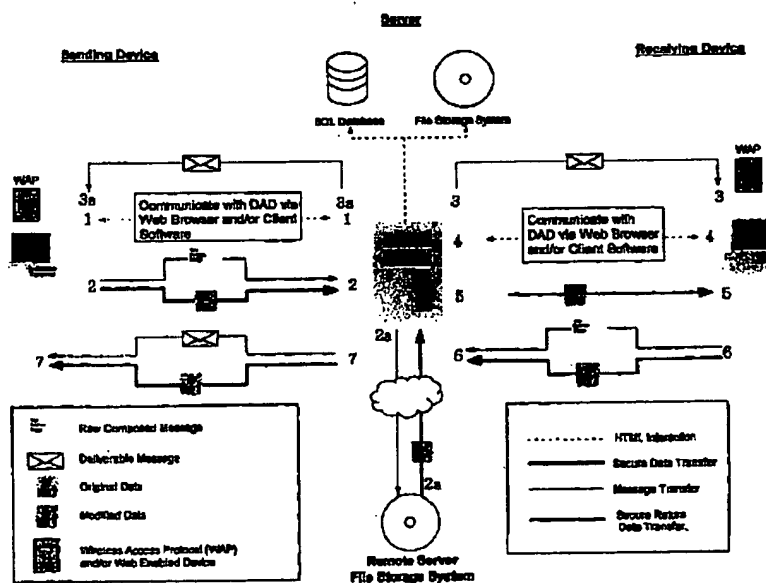 Server
Sending Device
Receiving Device
SQL Database
File Storage System
WAP
WAP
3a
3a
3
3
1
Communicate with DAD via
Web Browser and/or Client
Software
1
4
Communicate with
DAD via Web Browser
and/or Client Software
4
2
2
5
5
7
7
2a
6
6
2a
Raw Composed Message
Deliverable Message
Original Data
Modified Data
Wireless Access Protocol (WAP)
and/or Web Enabled Device
HTML Interaction
Secure Data Transfer
Message Transfer
Secure Return
Data Transfer
Remote Server
File Storage System